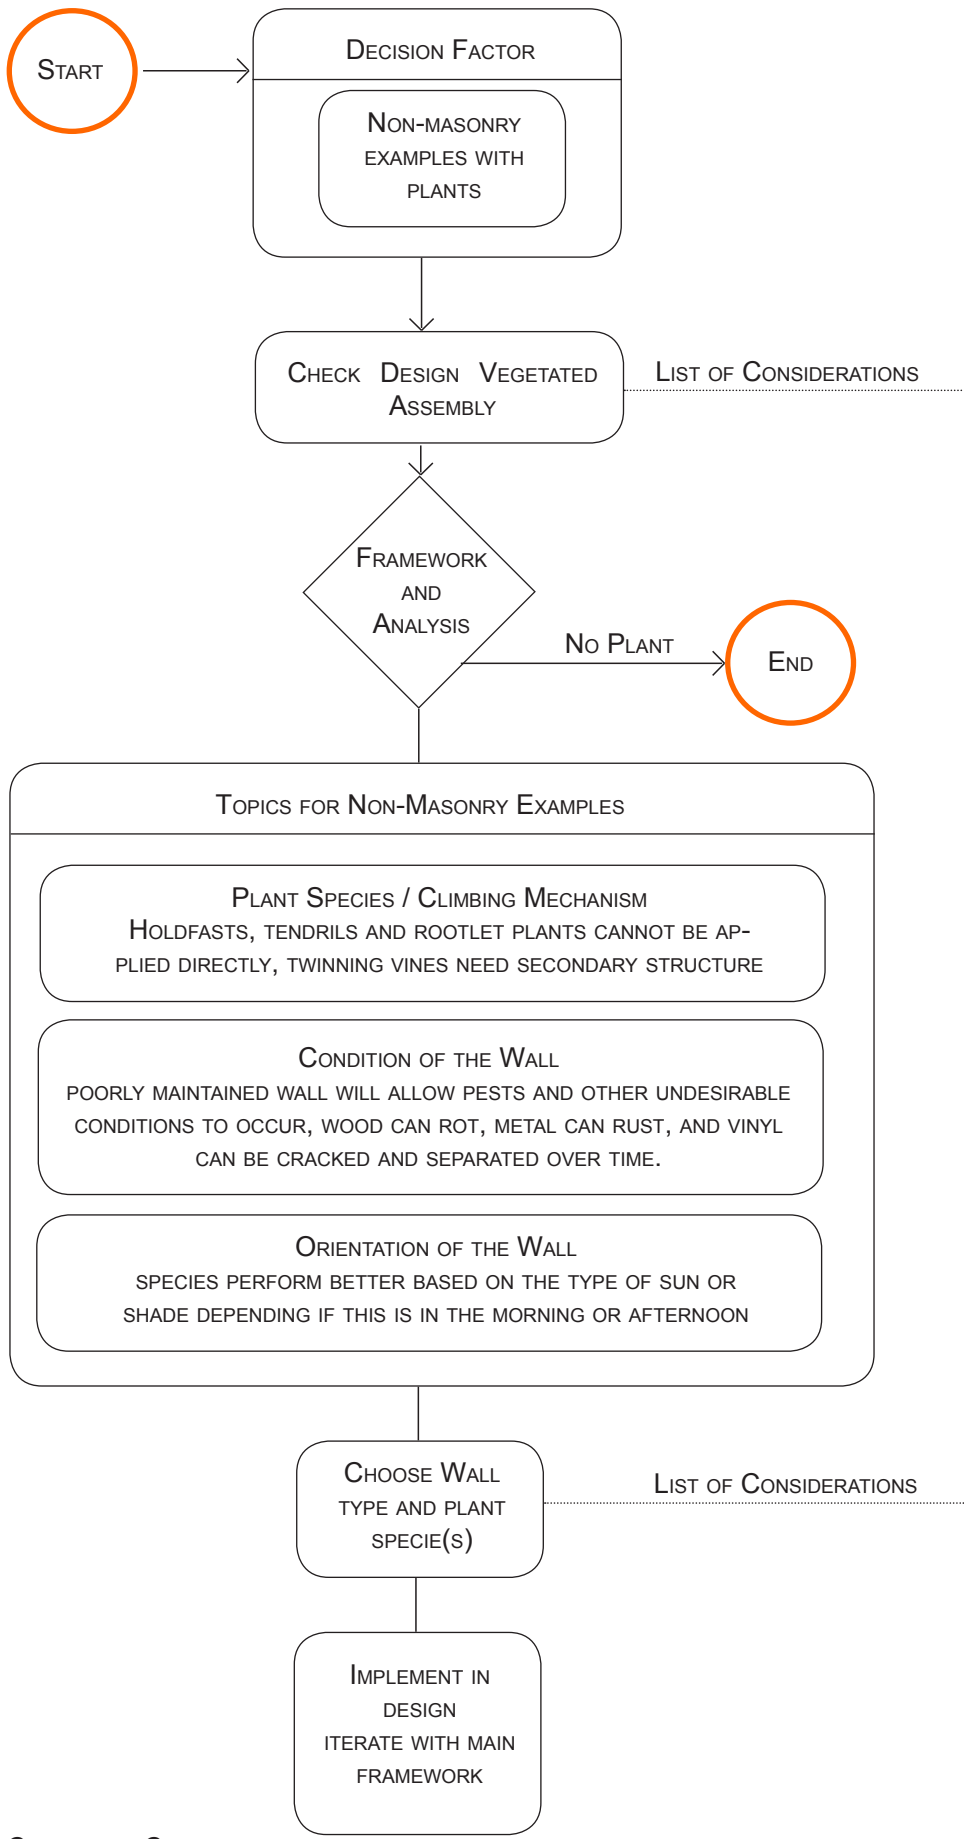 Start
Decision Factor
Non-masonry
examples with
plants
Check Design Vegetated
Assembly
List of Considerations
Framework
and
Analysis
No Plant
End
Topics for Non-Masonry Examples
Plant Species / Climbing Mechanism
Holdfasts, tendrils and rootlet plants cannot be ap-
plied directly, twinning vines need secondary structure
Condition of the Wall
poorly maintained wall will allow pests and other undesirable
conditions to occur, wood can rot, metal can rust, and vinyl
can be cracked and separated over time.
Orientation of the Wall
species perform better based on the type of sun or
shade depending if this is in the morning or afternoon
Choose Wall
type and plant
specie(s)
List of Considerations
Implement in
design
iterate with main
framework